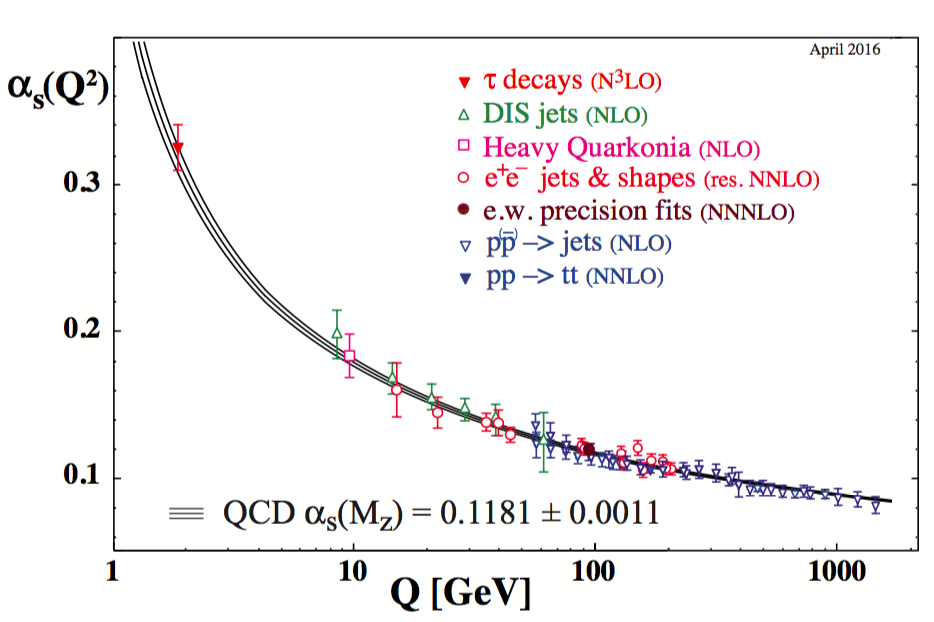 April 2016
αs(Q²)
τ decays (N³LO)
DIS jets (NLO)
Heavy Quarkonia (NLO)
e⁺e⁻ jets & shapes (res. NNLO)
e.w. precision fits (NNNLO)
pp̄ –> jets (NLO)
pp –> tt (NNLO)
0.3
0.2
0.1
QCD αs(Mz) = 0.1181 ± 0.0011
1 10 100 1000
Q [GeV]